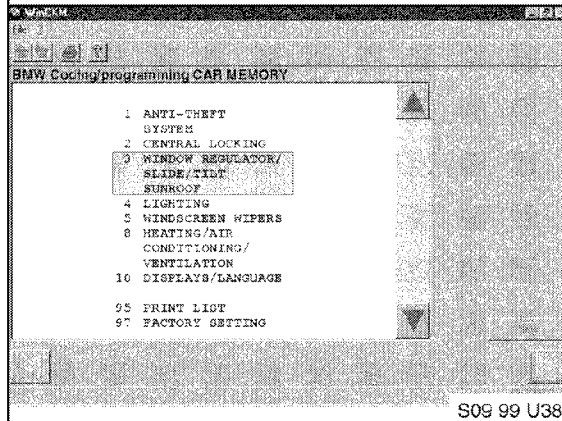 WinCKM
BMW Coding/programming CAR MEMORY
1 ANTI-THEFT
SYSTEM
2 CENTRAL LOCKING
3 WINDOW REGULATOR/
SLIDE/TILT
SUNROOF
4 LIGHTING
5 WINDSCREEN WIPERS
8 HEATING/AIR
CONDITIONING/
VENTILATION
10 DISPLAYS/LANGUAGE
95 PRINT LIST
97 FACTORY SETTING
S09 99 U38